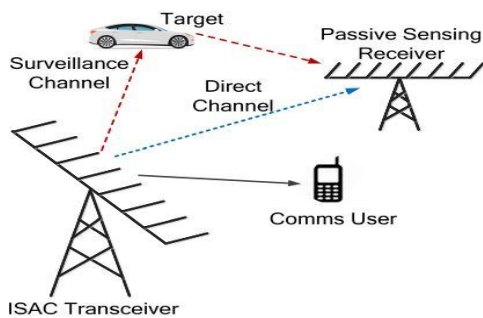 Target
Passive Sensing
Receiver
Surveillance
Channel
Direct
Channel
Comms User
ISAC Transceiver